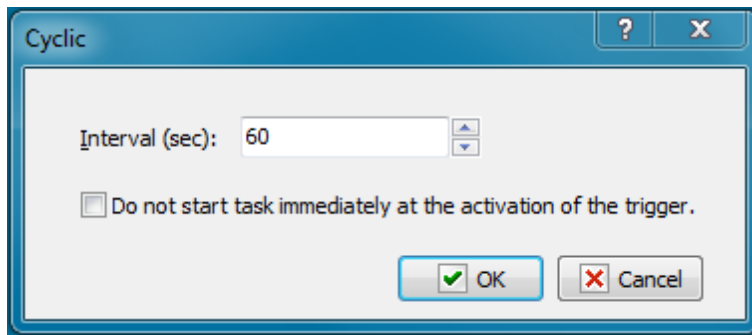 Cyclic
Interval (sec): 60
Do not start task immediately at the activation of the trigger.
OK Cancel